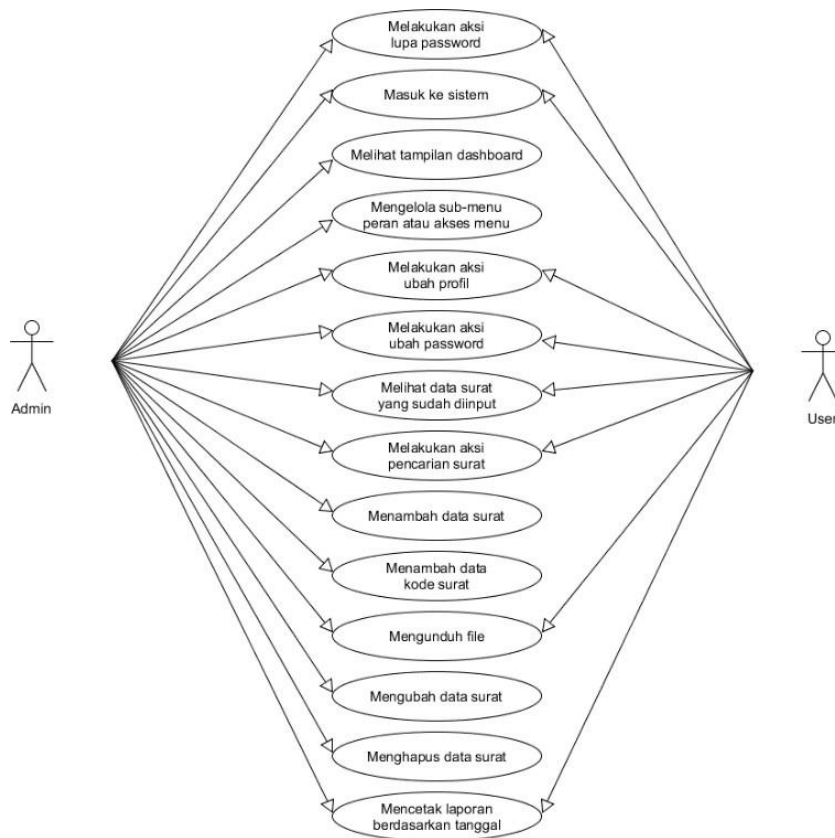 Melakukan aksi
lupa password
Masuk ke sistem
Melihat tampilan dashboard
Mengelola sub-menu
peran atau akses menu
Melakukan aksi
ubah profil
Melakukan aksi
ubah password
Admin
User
Melihat data surat
yang sudah diinput
Melakukan aksi
pencarian surat
Menambah data surat
Menambah data
kode surat
Mengunduh file
Mengubah data surat
Menghapus data surat
Mencetak laporan
berdasarkan tanggal